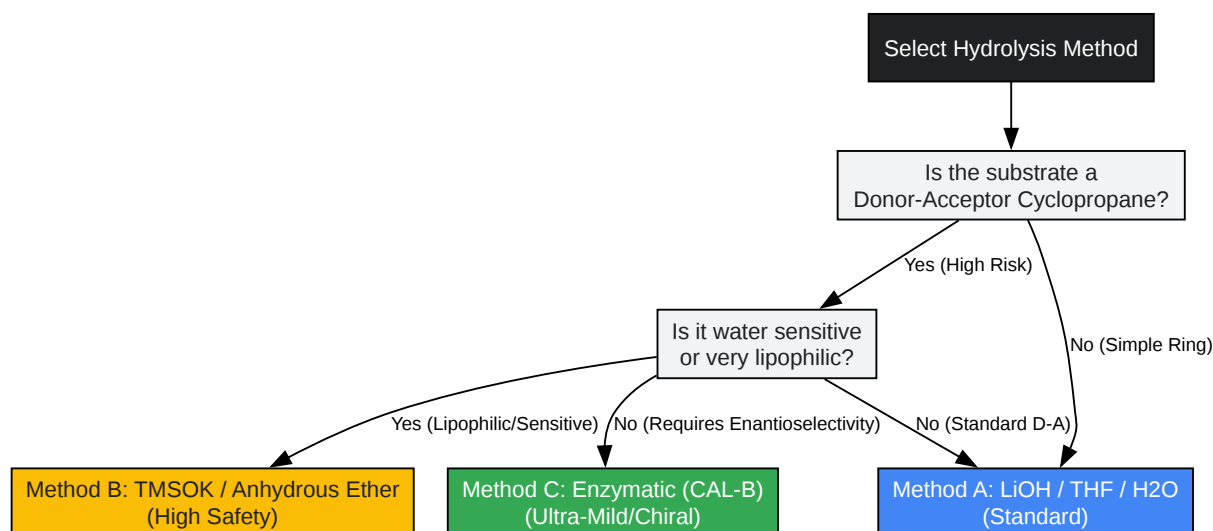 Select Hydrolysis Method
Is the substrate a
Donor-Acceptor Cyclopropane?
Yes (High Risk)
Is it water sensitive
or very lipophilic?
No (Simple Ring)
Yes (Lipophilic/Sensitive)
No (Requires Enantioselectivity)
No (Standard D-A)
Method B: TMSOK / Anhydrous Ether
(High Safety)
Method C: Enzymatic (CAL-B)
(Ultra-Mild/Chiral)
Method A: LiOH / THF / H2O
(Standard)